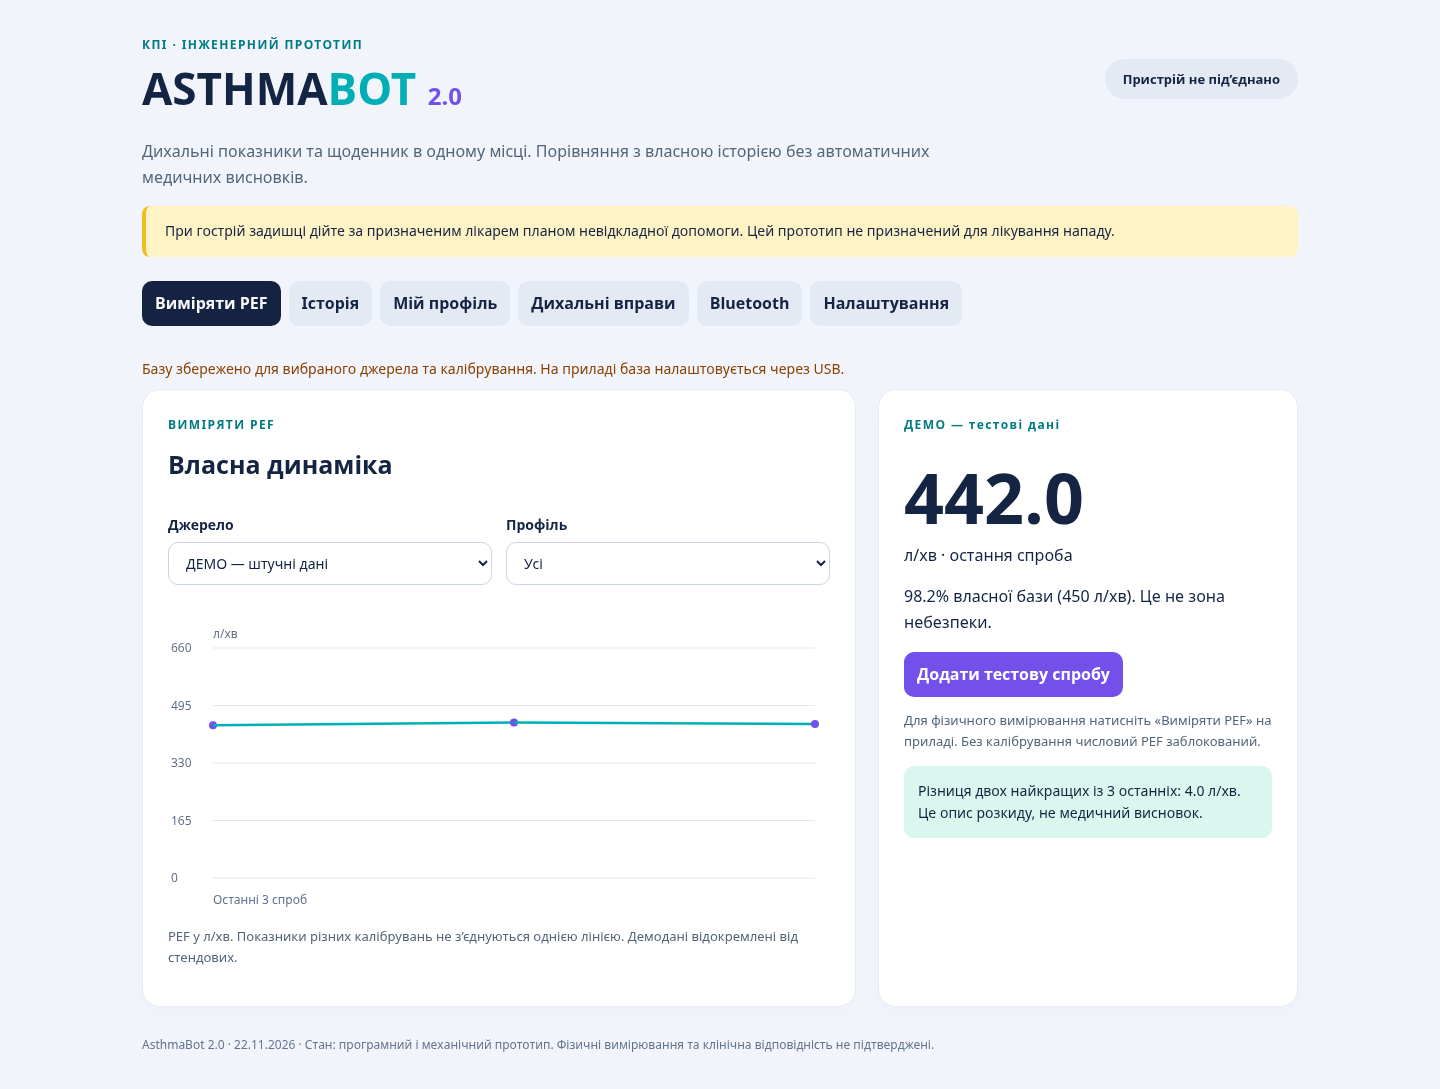 КПІ · ІНЖЕНЕРНИЙ ПРОТОТИП
ASTHMABOT 2.0
Пристрій не під’єднано
Дихальні показники та щоденник в одному місці. Порівняння з власною історією без автоматичних
медичних висновків.
При гострій задишці дійте за призначеним лікарем планом невідкладної допомоги. Цей прототип не призначений для лікування нападу.
Виміряти PEF
Історія
Мій профіль
Дихальні вправи
Bluetooth
Налаштування
Базу збережено для вибраного джерела та калібрування. На приладі база налаштовується через USB.
ВИМІРЯТИ PEF
Власна динаміка
Джерело
Профіль
ДЕМО — штучні дані
Усі
л/хв
660
495
330
165
0
Останні 3 спроб
PEF у л/хв. Показники різних калібрувань не з’єднуються однією лінією. Демодані відокремлені від
стендових.
ДЕМО — тестові дані
442.0
л/хв · остання спроба
98.2% власної бази (450 л/хв). Це не зона
небезпеки.
Додати тестову спробу
Для фізичного вимірювання натисніть «Виміряти PEF» на
приладі. Без калібрування числовий PEF заблокований.
Різниця двох найкращих із 3 останніх: 4.0 л/хв.
Це опис розкиду, не медичний висновок.
AsthmaBot 2.0 · 22.11.2026 · Стан: програмний і механічний прототип. Фізичні вимірювання та клінічна відповідність не підтверджені.